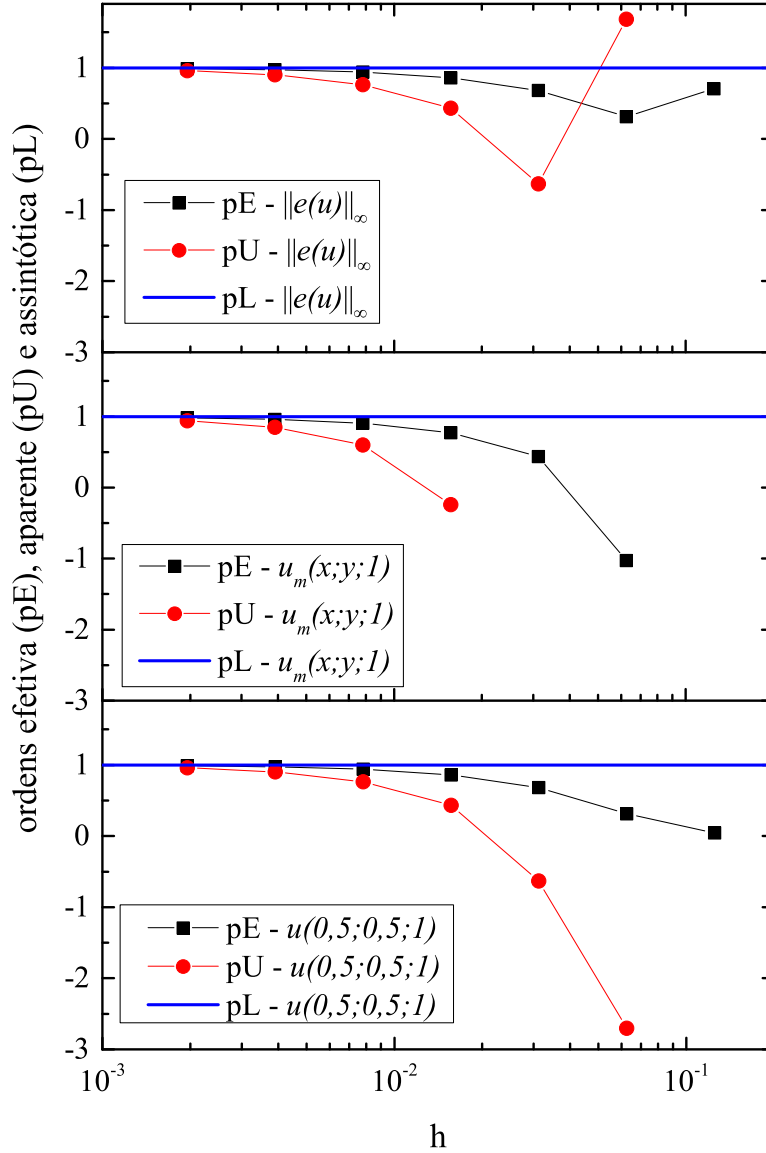 ordens efetiva (pE), aparente (pU) e assintótica (pL)
1
0
-1
-2
-3
pE - ||e(u)||∞
pU - ||e(u)||∞
pL - ||e(u)||∞
1
0
-1
-2
-3
pE - u_m(x;y;1)
pU - u_m(x;y;1)
pL - u_m(x;y;1)
1
0
-1
-2
-3
pE - u(0,5;0,5;1)
pU - u(0,5;0,5;1)
pL - u(0,5;0,5;1)
10⁻³ 10⁻² 10⁻¹
h